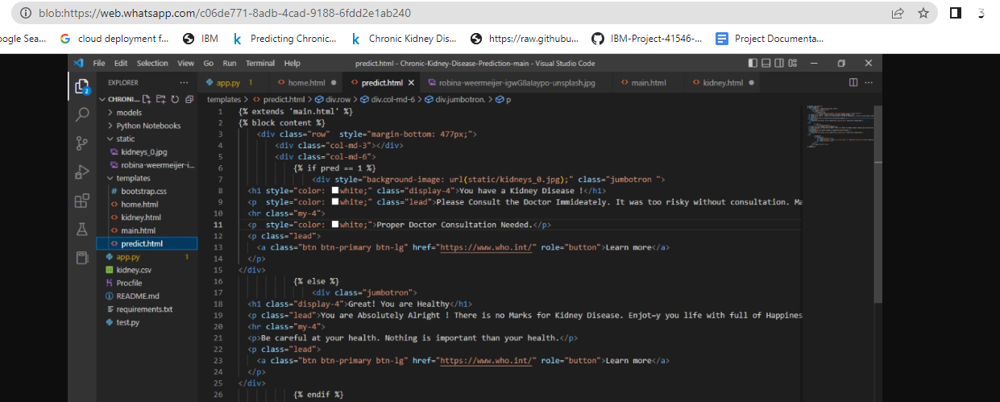 blob:https://web.whatsapp.com/c06de771-8adb-4cad-9188-6fdd2e1ab240
ogle Sea... cloud deployment f... IBM Predicting Chronic... Chronic Kidney Dis... https://raw.githubu... IBM-Project-41546-... Project Documenta...
File Edit Selection View Go Run Terminal Help predict.html - Chronic-Kidney-Disease-Prediction-main - Visual Studio Code
EXPLORER ... app.py 1 home.html predict.html robina-weermeijer-igwG8aIaypo-unsplash.jpg main.html kidney.html
CHRONI...
templates > predict.html > div.row > div.col-md-6 > div.jumbotron. > p
models
Python Notebooks
static
kidneys_0.jpg
robina-weermeijer-i...
templates
bootstrap.css
home.html
kidney.html
main.html
predict.html
app.py 1
kidney.csv
Procfile
README.md
requirements.txt
test.py
1 {% extends 'main.html' %}
2 {% block content %}
3 <div class="row" style="margin-bottom: 477px;">
4 <div class="col-md-3"></div>
5 <div class="col-md-6">
6 {% if pred == 1 %}
7 <div style="background-image: url(static/kidneys_0.jpg);" class="jumbotron ">
8 <h1 style="color: white;" class="display-4">You have a Kidney Disease !</h1>
9 <p style="color: white;" class="lead">Please Consult the Doctor Immideately. It was too risky without consultation. Ma
10 <hr class="my-4">
11 <p style="color: white;">Proper Doctor Consultation Needed.</p>
12 <p class="lead">
13 <a class="btn btn-primary btn-lg" href="https://www.who.int/" role="button">Learn more</a>
14 </p>
15 </div>
16 {% else %}
17 <div class="jumbotron">
18 <h1 class="display-4">Great! You are Healthy</h1>
19 <p class="lead">You are Absolutely Alright ! There is no Marks for Kidney Disease. Enjot-y you life with full of Happines
20 <hr class="my-4">
21 <p>Be careful at your health. Nothing is important than your health.</p>
22 <p class="lead">
23 <a class="btn btn-primary btn-lg" href="https://www.who.int/" role="button">Learn more</a>
24 </p>
25 </div>
26 {% endif %}